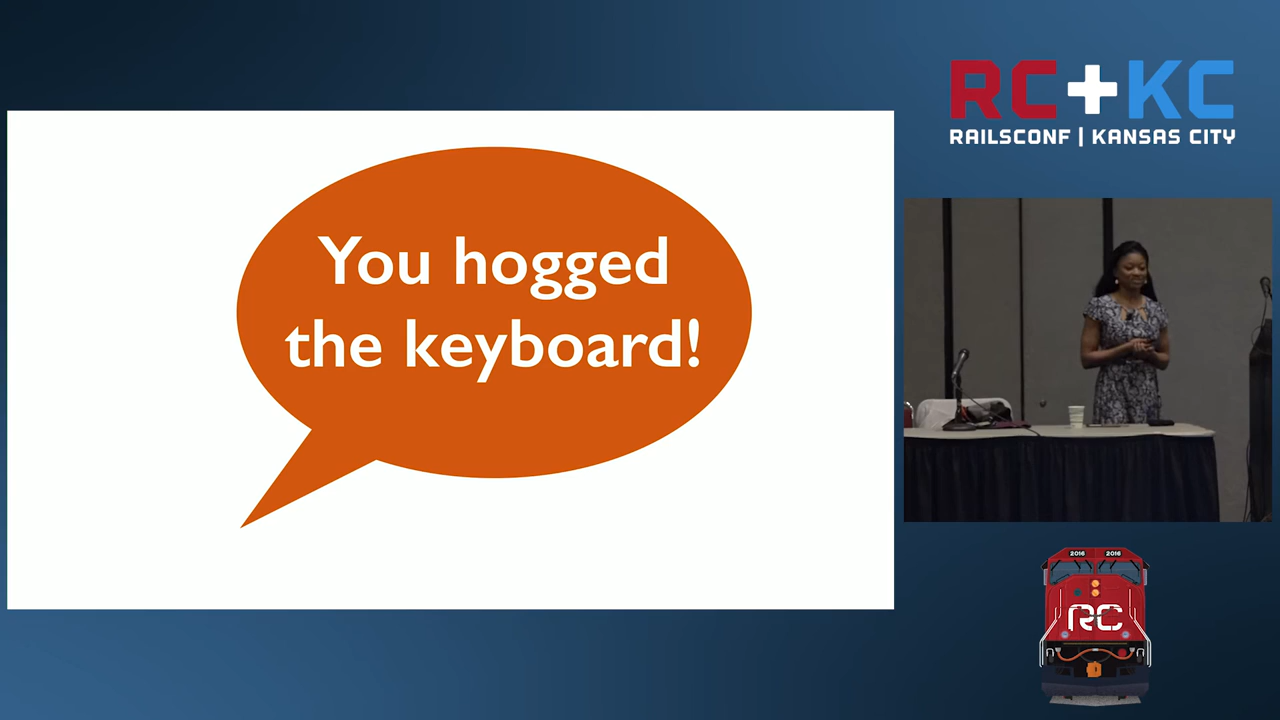 You hogged
the keyboard!
RC+KC
RAILSCONF | KANSAS CITY
2016 2016
RC